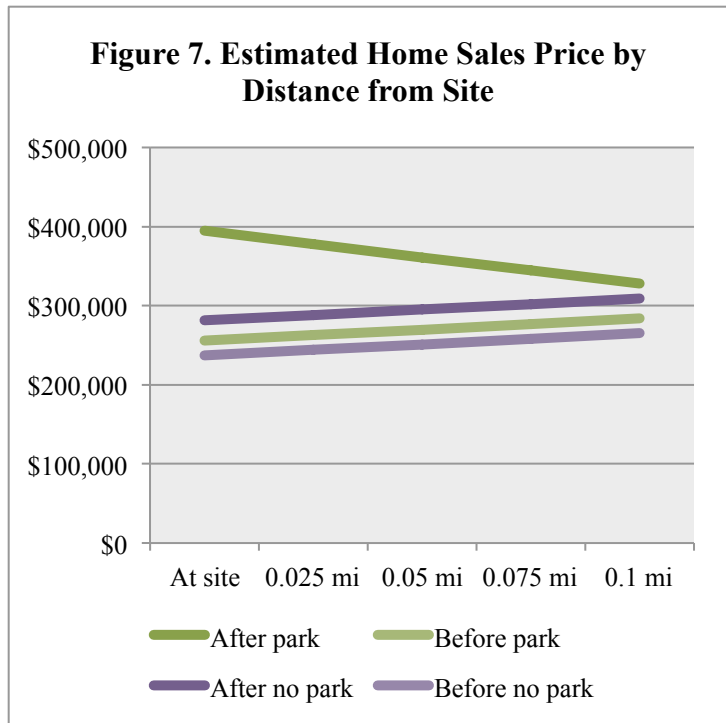 Figure 7. Estimated Home Sales Price by
Distance from Site
$500,000
$400,000
$300,000
$200,000
$100,000
$0
At site 0.025 mi 0.05 mi 0.075 mi 0.1 mi
After park Before park
After no park Before no park